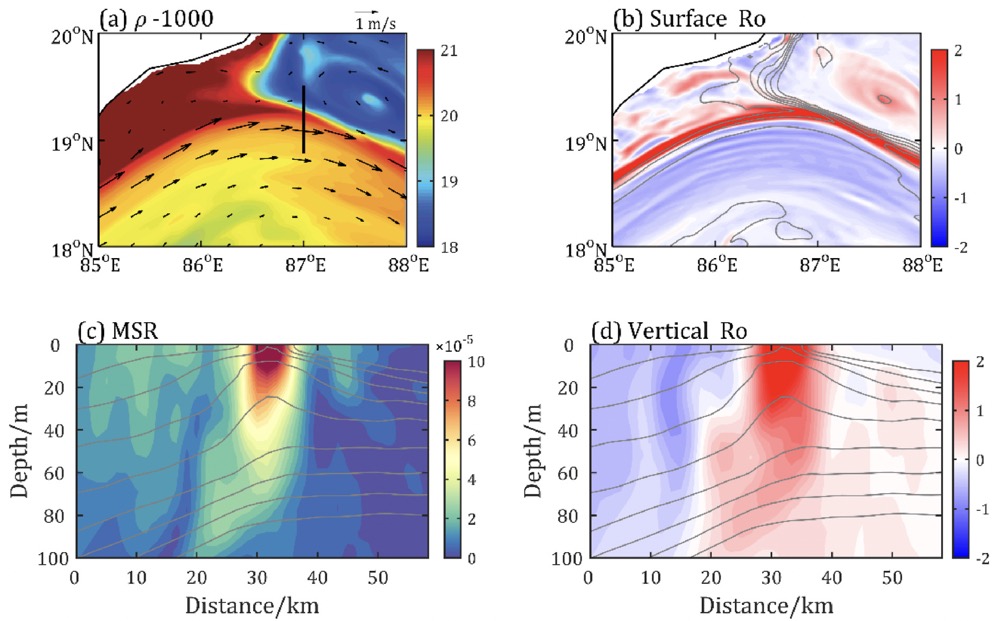 (a) ρ -1000
1 m/s
20°N
19°N
18°N
85°E
86°E
87°E
88°E
21
20
19
18
(b) Surface Ro
20°N
19°N
18°N
85°E
86°E
87°E
88°E
2
1
0
-1
-2
(c) MSR
×10⁻⁵
Depth/m
0
20
40
60
80
100
0
10
20
30
40
50
Distance/km
10
8
6
4
2
0
(d) Vertical Ro
Depth/m
0
20
40
60
80
100
0
10
20
30
40
50
Distance/km
2
1
0
-1
-2